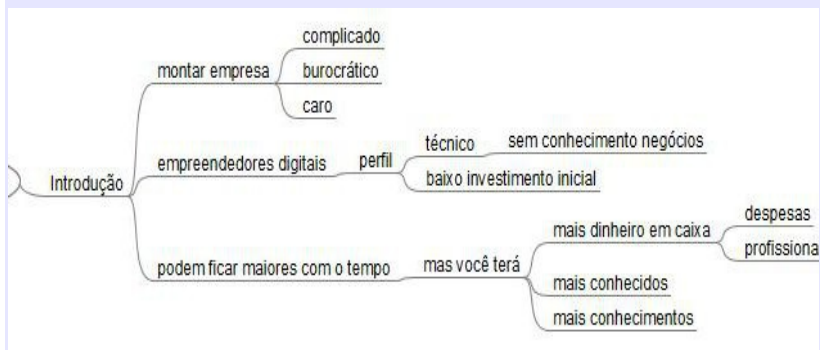 Introdução
montar empresa
complicado
burocrático
caro
empreendedores digitais
perfil
técnico
sem conhecimento negócios
baixo investimento inicial
podem ficar maiores com o tempo
mas você terá
mais dinheiro em caixa
despesas
profissiona
mais conhecidos
mais conhecimentos